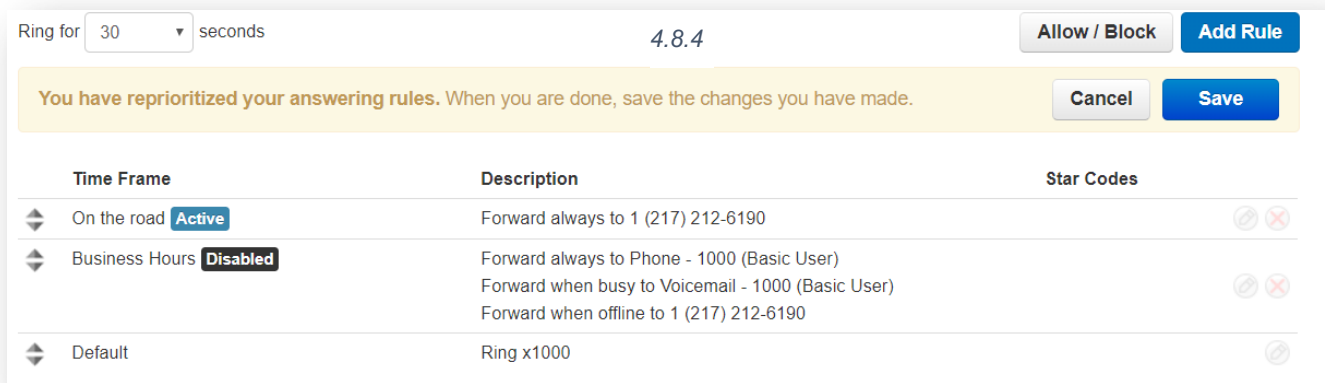 Ring for 30 seconds 4.8.4 Allow / Block Add Rule
You have reprioritized your answering rules. When you are done, save the changes you have made. Cancel Save
Time Frame Description Star Codes
On the road Active Forward always to 1 (217) 212-6190
Business Hours Disabled Forward always to Phone - 1000 (Basic User)
Forward when busy to Voicemail - 1000 (Basic User)
Forward when offline to 1 (217) 212-6190
Default Ring x1000